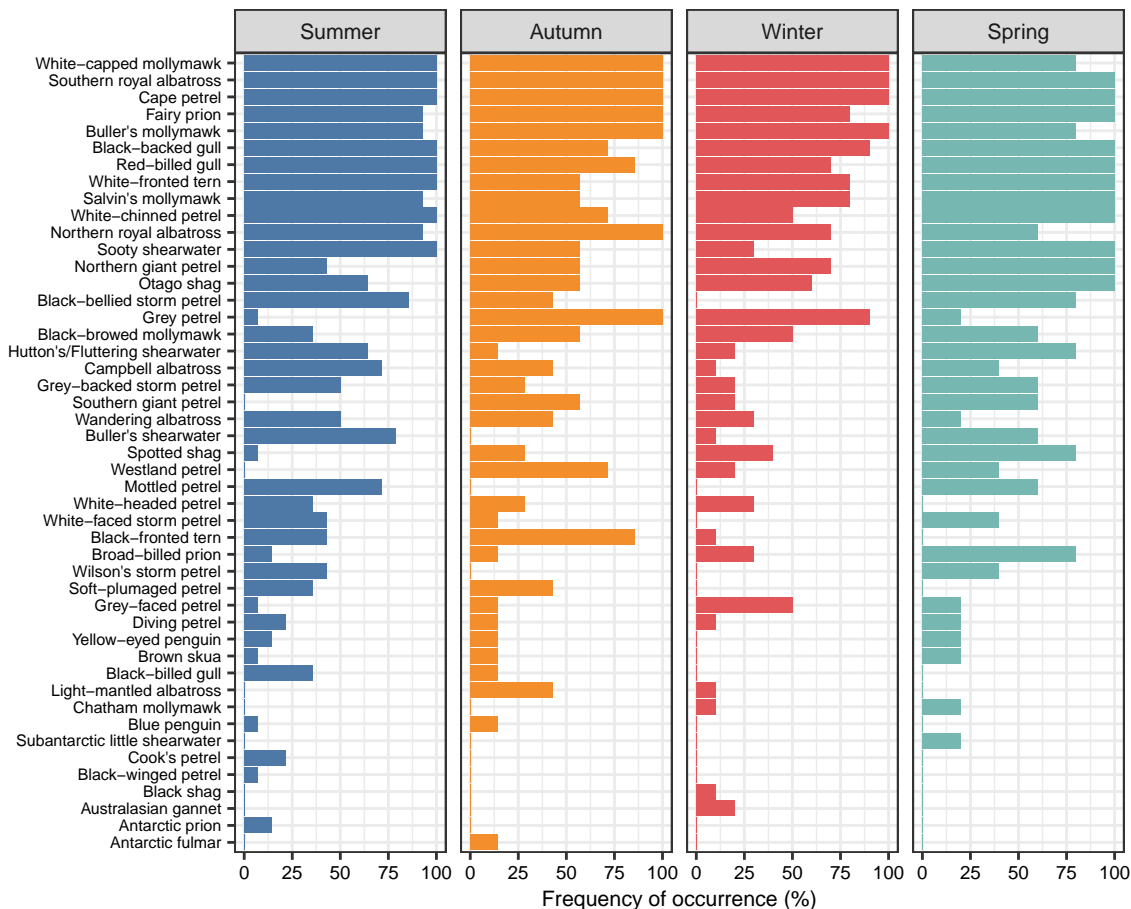 Summer Autumn Winter Spring
White−capped mollymawk
Southern royal albatross
Cape petrel
Fairy prion
Buller's mollymawk
Black−backed gull
Red−billed gull
White−fronted tern
Salvin's mollymawk
White−chinned petrel
Northern royal albatross
Sooty shearwater
Northern giant petrel
Otago shag
Black−bellied storm petrel
Grey petrel
Black−browed mollymawk
Hutton's/Fluttering shearwater
Campbell albatross
Grey−backed storm petrel
Southern giant petrel
Wandering albatross
Buller's shearwater
Spotted shag
Westland petrel
Mottled petrel
White−headed petrel
White−faced storm petrel
Black−fronted tern
Broad−billed prion
Wilson's storm petrel
Soft−plumaged petrel
Grey−faced petrel
Diving petrel
Yellow−eyed penguin
Brown skua
Black−billed gull
Light−mantled albatross
Chatham mollymawk
Blue penguin
Subantarctic little shearwater
Cook's petrel
Black−winged petrel
Black shag
Australasian gannet
Antarctic prion
Antarctic fulmar
0 25 50 75 100 0 25 50 75 100 0 25 50 75 100 0 25 50 75 100
Frequency of occurrence (%)